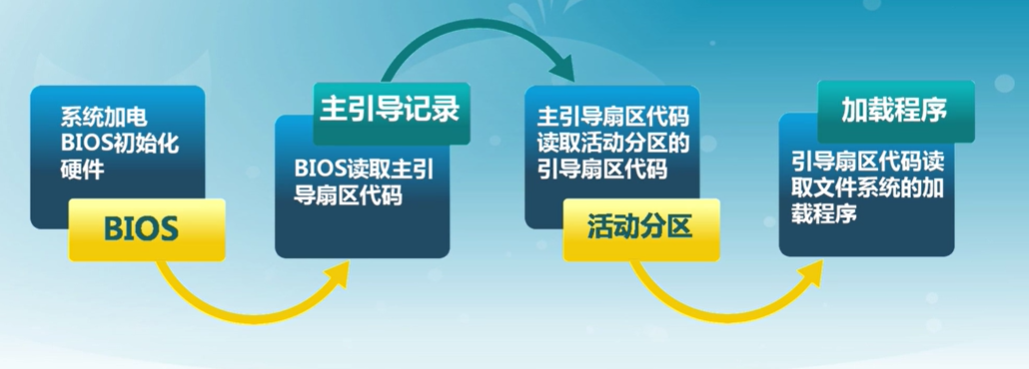 系统加电
BIOS初始化
硬件
BIOS
主引导记录
BIOS读取主引
导扇区代码
主引导扇区代码
读取活动分区的
引导扇区代码
活动分区
加载程序
引导扇区代码读
取文件系统的加
载程序